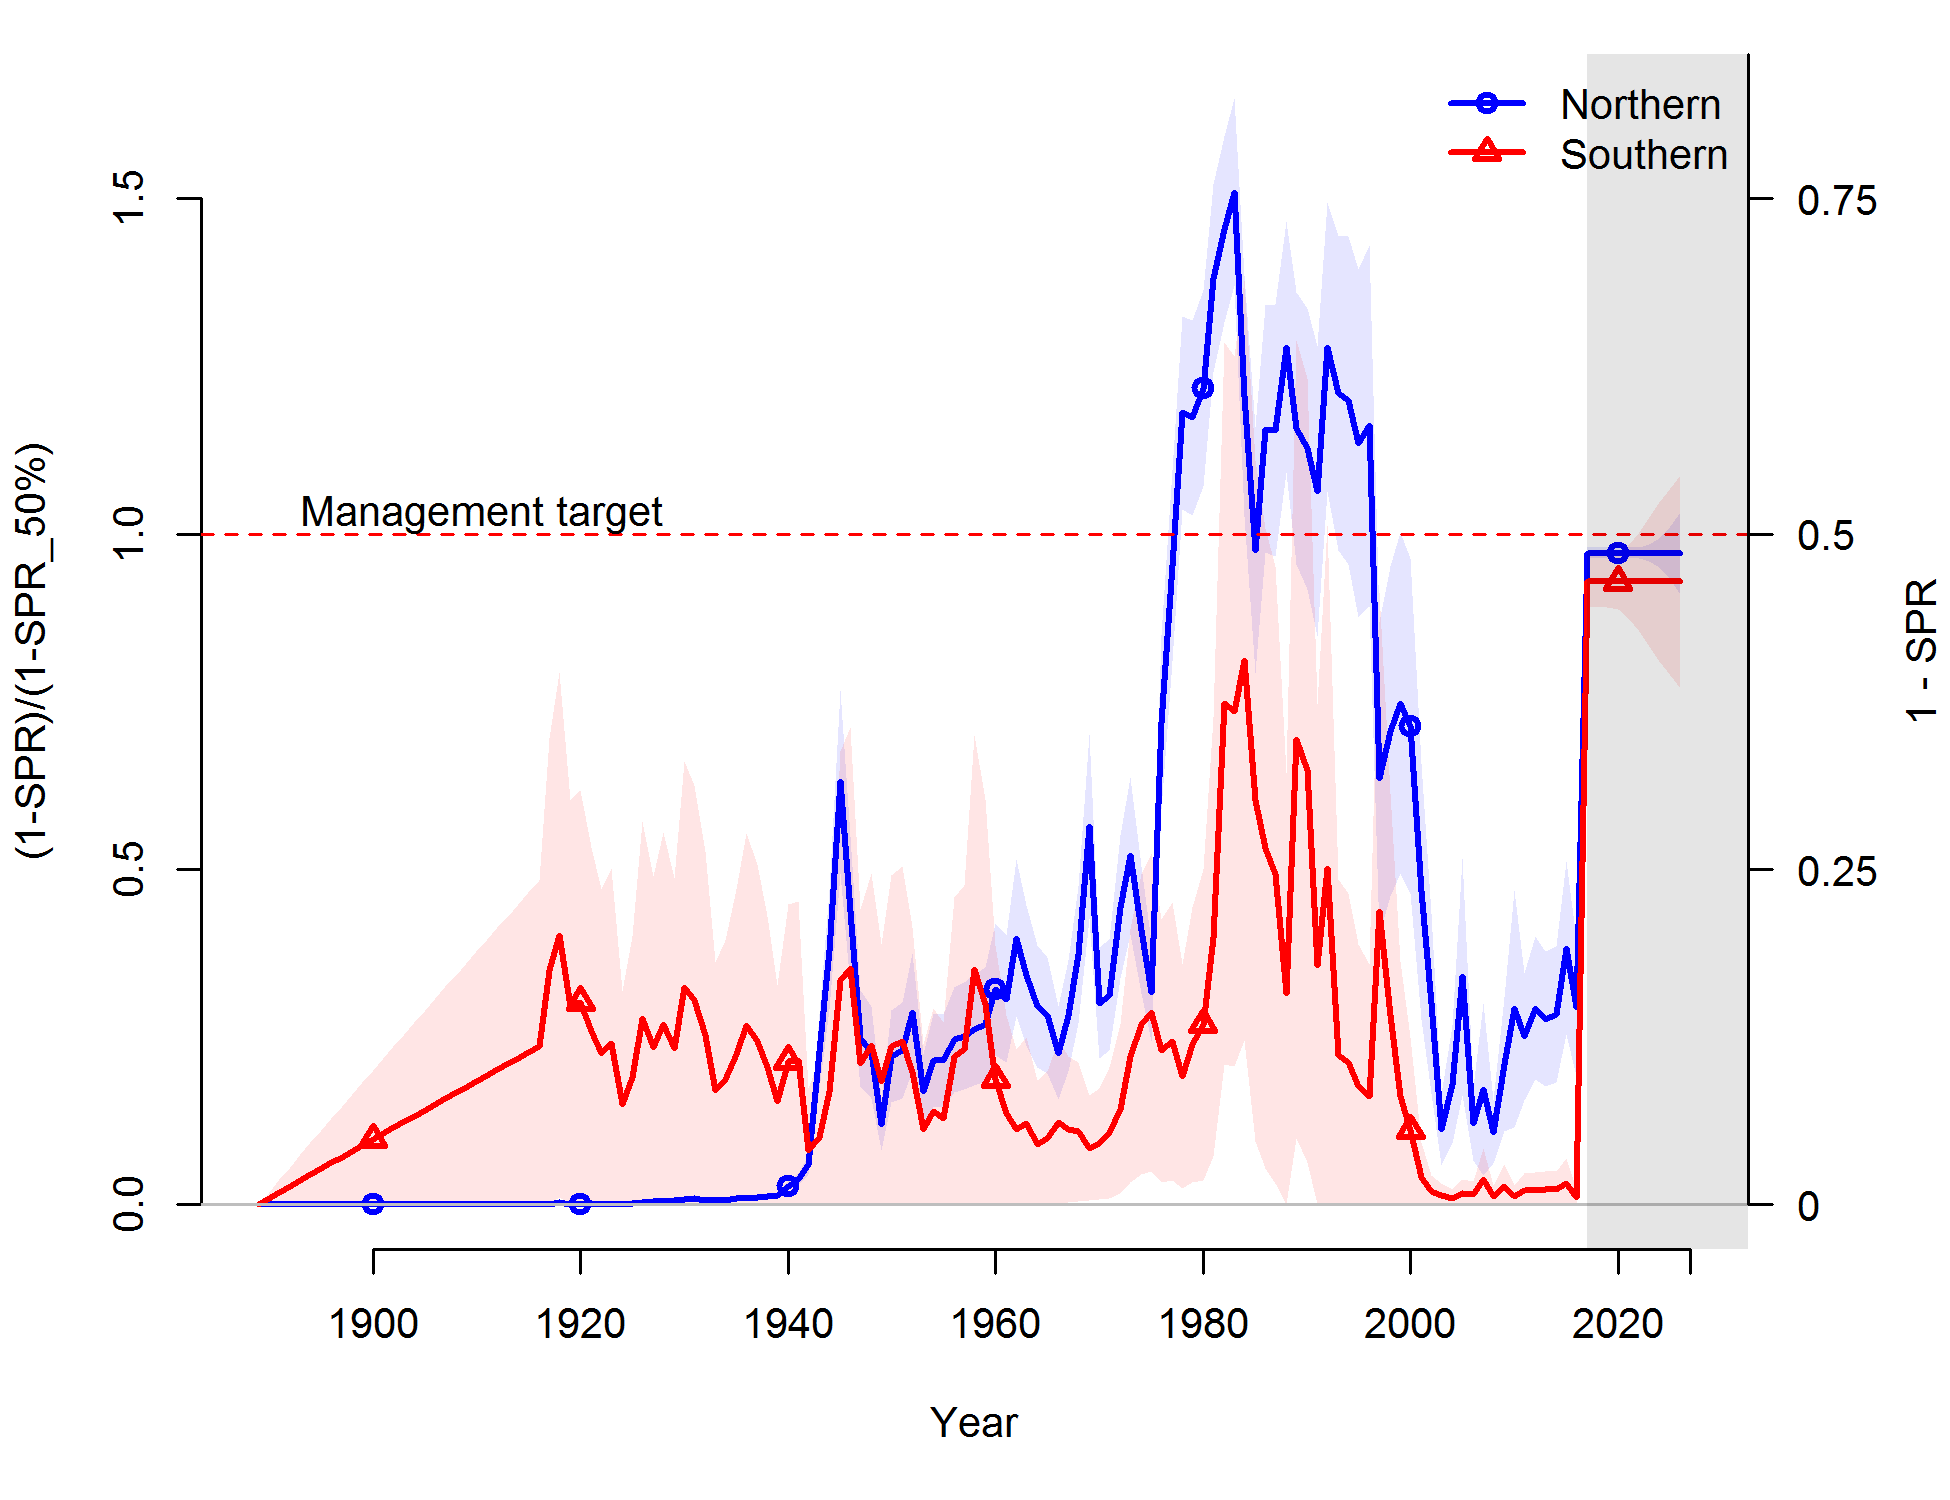 Northern
Southern
Management target
(1-SPR)/(1-SPR_50%)
0.0
0.5
1.0
1.5
1 - SPR
0
0.25
0.5
0.75
1900 1920 1940 1960 1980 2000 2020
Year